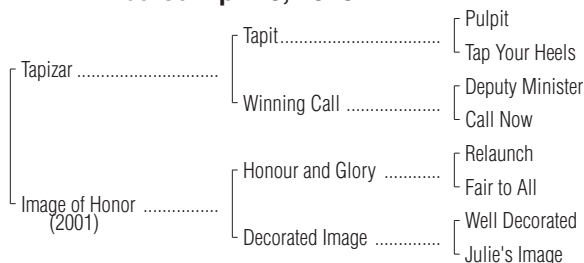 Pulpit
Tapit
Tap Your Heels
Tapizar
Deputy Minister
Winning Call
Call Now
Relaunch
Honour and Glory
Fair to All
Image of Honor
(2001)
Well Decorated
Decorated Image
Julie's Image